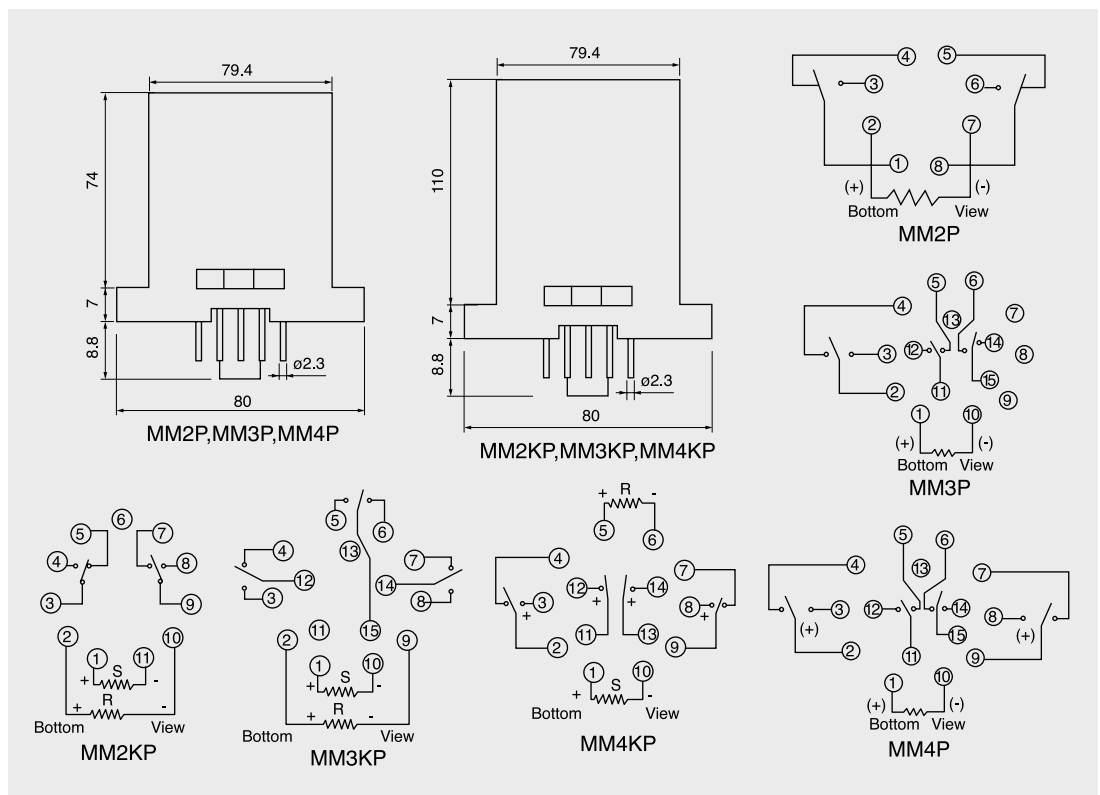 79.4
74
7
8.8
ø2.3
80
MM2P,MM3P,MM4P
79.4
110
7
8.8
ø2.3
80
MM2KP,MM3KP,MM4KP
4 5
3 6
2 7
1 8
(+) (-)
Bottom View
MM2P
5 6
4 13 7
12 14
3 8
15
2 11 9
1 10
(+) (-)
Bottom View
MM3P
6
5 7
4 8
3 9
2 10
1 S 11
+ -
R
+ -
Bottom View
MM2KP
5 6
4 13 7
12 14
3 8
11 15
2 9
1 10
S
+ -
R
+ -
Bottom View
MM3KP
+ R -
5 6
4 7
12 14
3 + + 8
+ +
11 13
2 9
1 10
S
+ -
Bottom View
MM4KP
5 6
4 13 7
3 12 14 8
(+) 15 (+)
2 11 9
1 10
(+) (-)
Bottom View
MM4P